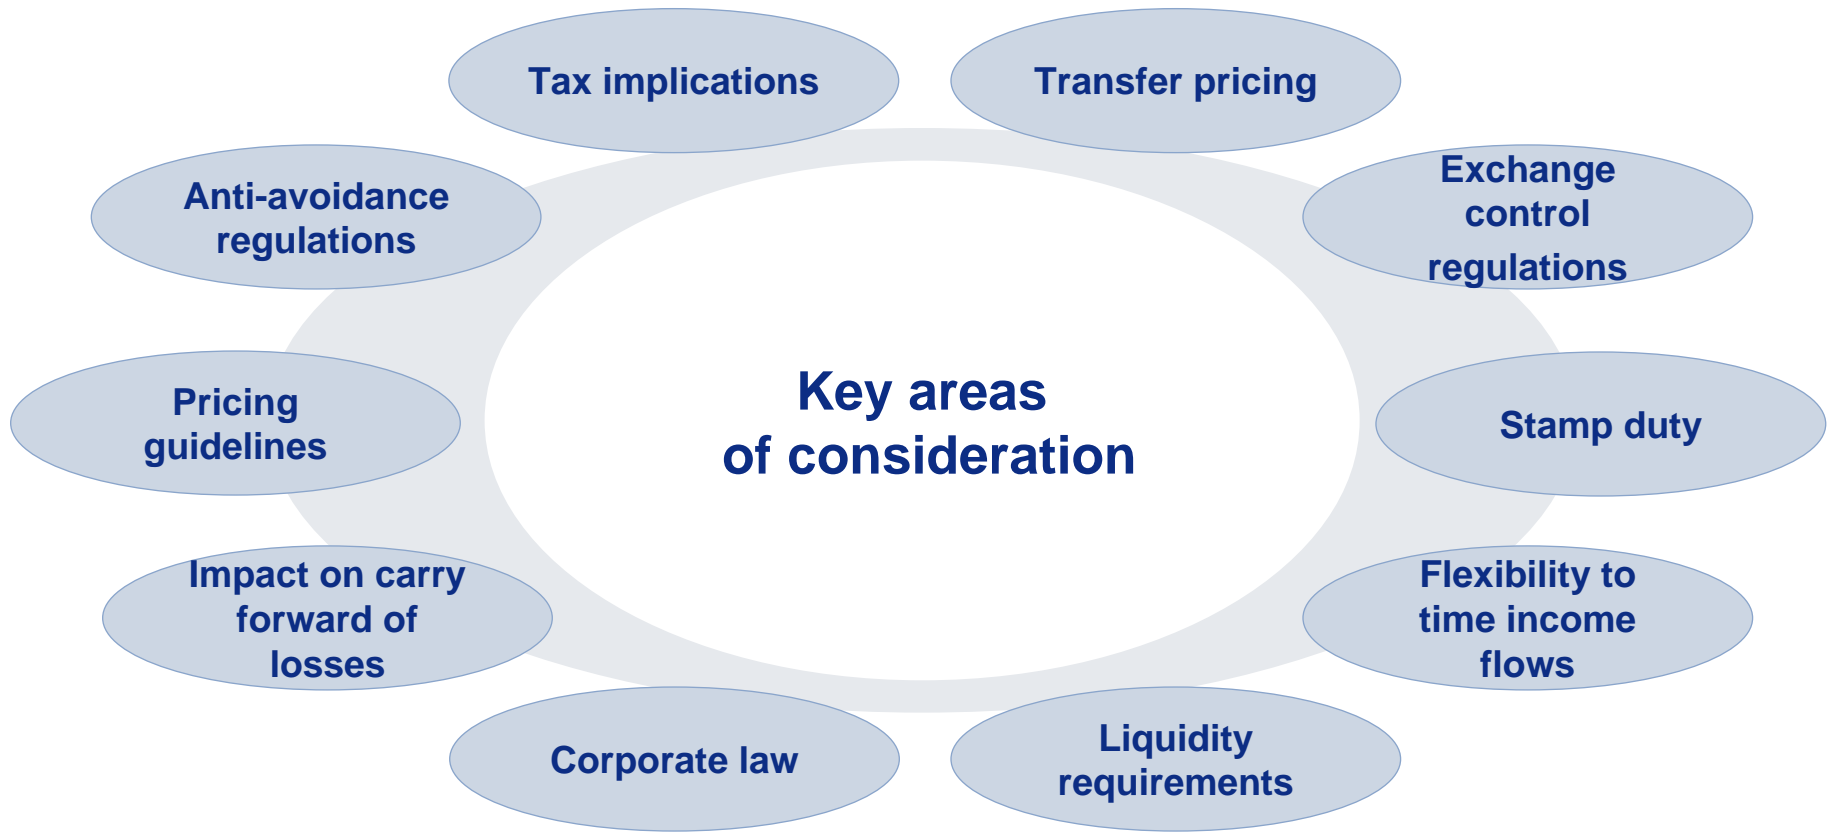 Tax implications
Transfer pricing
Exchange
control
regulations
Anti-avoidance
regulations
Key areas
of consideration
Pricing
guidelines
Stamp duty
Impact on carry
forward of
losses
Flexibility to
time income
flows
Corporate law
Liquidity
requirements